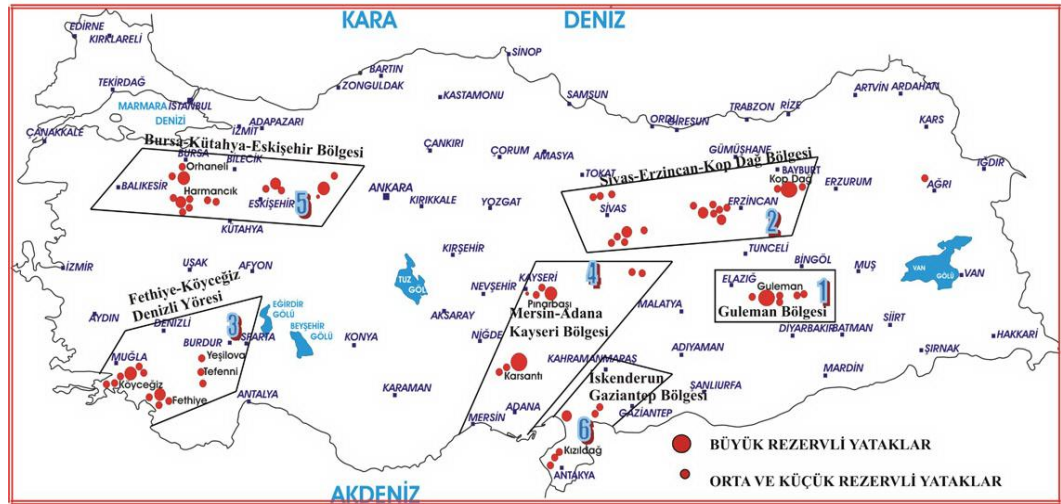 KARA DENİZ
EDİRNE
KIRKLARELİ
SİNOP
BARTIN
ZONGULDAK
TEKİRDAĞ
KASTAMONU
SAMSUN
ARTVİN
ARDAHAN
MARMARA
DENİZİ
İSTANBUL
İZMİT
ADAPAZARI
TRABZON
RİZE
ORDU
GİRESUN
KARS
ÇANAKKALE
Bursa-Kütahya-Eskişehir Bölgesi
BURSA
BİLECİK
Orhaneli
ÇANKIRI
ÇORUM
AMASYA
TOKAT
GÜMÜŞHANE
BAYBURT
Sivas-Erzincan-Kop Dağ Bölgesi
Kop Dağ
IĞDIR
AĞRI
BALIKESİR
Harmancık
ESKİŞEHİR
5
ANKARA
KIRIKKALE
YOZGAT
SİVAS
ERZİNCAN
ERZURUM
2
KÜTAHYA
TUNCELİ
KIRŞEHİR
İZMİR
UŞAK
AFYON
TUZ
GÖLÜ
NEVŞEHİR
KAYSERİ
4
BİNGÖL
MUŞ
VAN
GÖLÜ
VAN
Fethiye-Köyceğiz
Denizli Yöresi
ELAZIĞ
Guleman
1
Guleman Bölgesi
Pınarbaşı
MALATYA
AYDIN
DENİZLİ
EĞİRDİR
GÖLÜ
BEYŞEHİR
GÖLÜ
3
AKSARAY
NİĞDE
Mersin-Adana
Kayseri Bölgesi
DİYARBAKIR
BATMAN
SİİRT
HAKKARİ
BURDUR
ISPARTA
KONYA
MUĞLA
Yeşilova
Tefenni
KAHRAMANMARAŞ
ADIYAMAN
ŞIRNAK
MARDİN
Köyceğiz
Fethiye
ANTALYA
KARAMAN
Karsantı
İskenderun
Gaziantep Bölgesi
ŞANLIURFA
MERSİN
ADANA
GAZİANTEP
6
Kızıldağ
ANTAKYA
BÜYÜK REZERVLİ YATAKLAR
ORTA VE KÜÇÜK REZERVLİ YATAKLAR
AKDENİZ